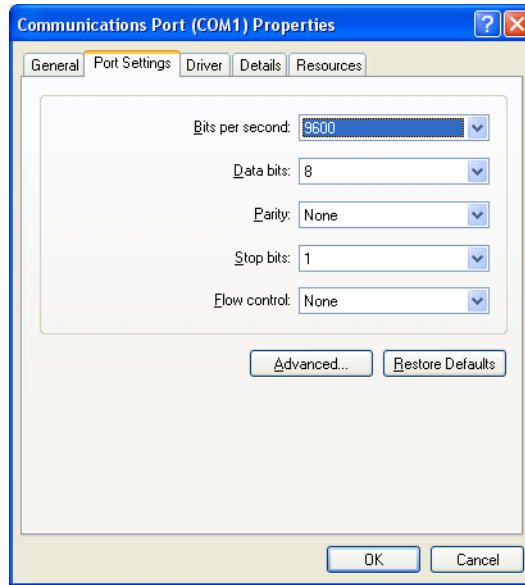 Communications Port (COM1) Properties
General Port Settings Driver Details Resources
Bits per second: 9600
Data bits: 8
Parity: None
Stop bits: 1
Flow control: None
Advanced... Restore Defaults
OK Cancel